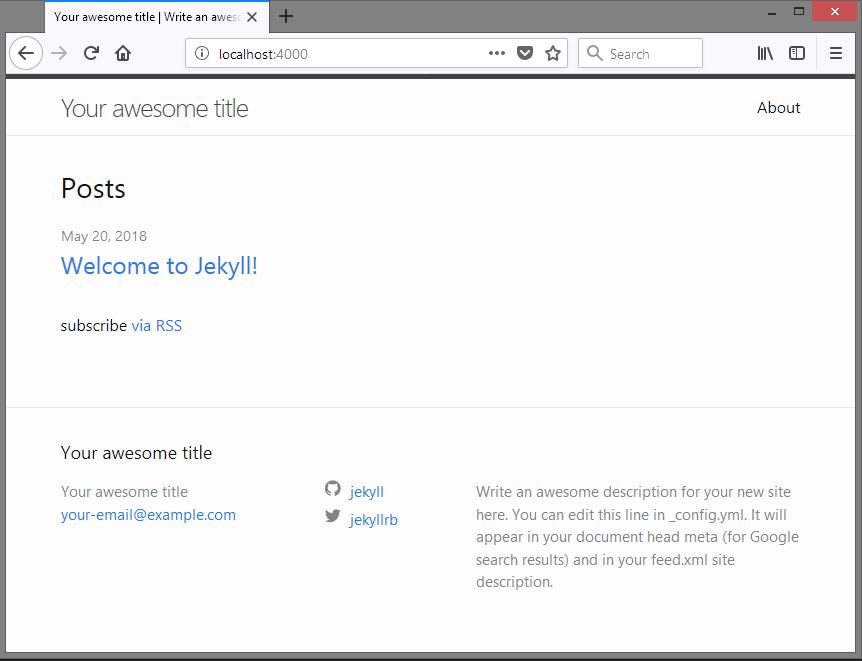 Your awesome title | Write an awes
localhost:4000
Search
Your awesome title
About
Posts
May 20, 2018
Welcome to Jekyll!
subscribe via RSS
Your awesome title
Your awesome title
your-email@example.com
jekyll
jekyllrb
Write an awesome description for your new site
here. You can edit this line in _config.yml. It will
appear in your document head meta (for Google
search results) and in your feed.xml site
description.